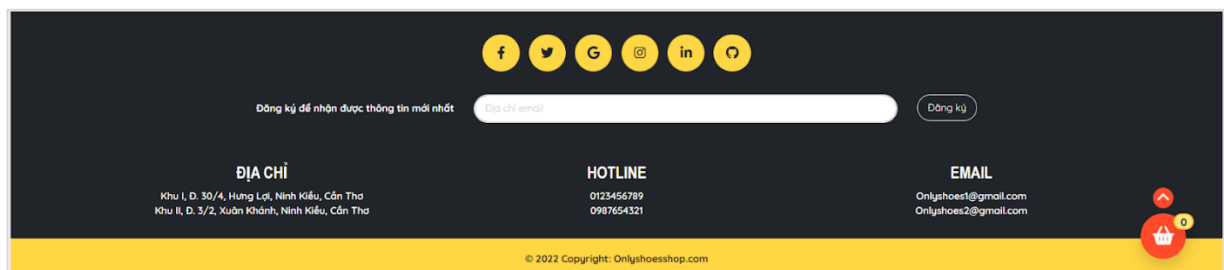 Đăng ký để nhận được thông tin mới nhất
Địa chỉ email
Đăng ký
ĐỊA CHỈ
Khu I, Đ. 30/4, Hưng Lợi, Ninh Kiều, Cần Thơ
Khu II, Đ. 3/2, Xuân Khánh, Ninh Kiều, Cần Thơ
HOTLINE
0123456789
0987654321
EMAIL
Onlyshoes1@gmail.com
Onlyshoes2@gmail.com
0
© 2022 Copyright: Onlyshoesshop.com